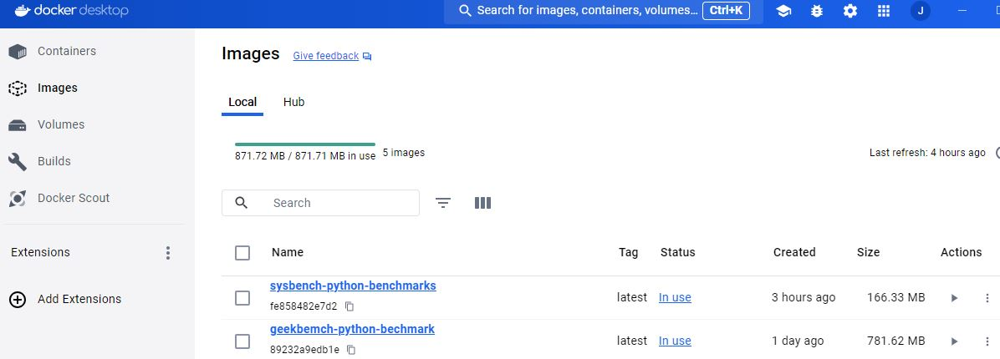 docker desktop
Search for images, containers, volumes... Ctrl+K
J
Containers
Images
Volumes
Builds
Docker Scout
Extensions
Add Extensions
Images Give feedback
Local Hub
871.72 MB / 871.71 MB in use 5 images
Last refresh: 4 hours ago
Search
Name Tag Status Created Size Actions
sysbench-python-benchmarks latest In use 3 hours ago 166.33 MB
fe858482e7d2
geekbemch-python-bechmark latest In use 1 day ago 781.62 MB
89232a9edb1e